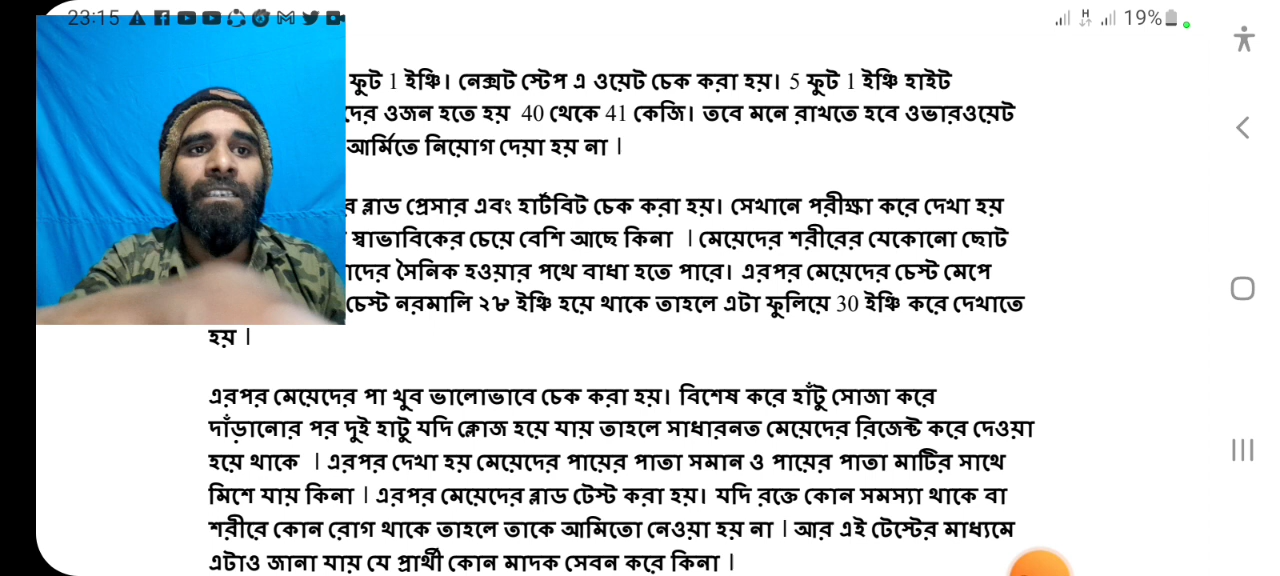 23:15
H
19%
ফুট 1 ইঞ্চি। নেক্সট স্টেপ এ ওয়েট চেক করা হয়। 5 ফুট 1 ইঞ্চি হাইট
দের ওজন হতে হয় 40 থেকে 41 কেজি। তবে মনে রাখতে হবে ওভারওয়েট
আর্মিতে নিয়োগ দেয়া হয় না।
ব্লাড প্রেসার এবং হার্টবিট চেক করা হয়। সেখানে পরীক্ষা করে দেখা হয়
স্বাভাবিকের চেয়ে বেশি আছে কিনা । মেয়েদের শরীরের যেকোনো ছোট
দের সৈনিক হওয়ার পথে বাধা হতে পারে। এরপর মেয়েদের চেস্ট মেপে
চেস্ট নরমালি ২৮ ইঞ্চি হয়ে থাকে তাহলে এটা ফুলিয়ে 30 ইঞ্চি করে দেখাতে
হয় ।
এরপর মেয়েদের পা খুব ভালোভাবে চেক করা হয়। বিশেষ করে হাঁটু সোজা করে
দাঁড়ানোর পর দুই হাটু যদি ক্লোজ হয়ে যায় তাহলে সাধারনত মেয়েদের রিজেক্ট করে দেওয়া
হয়ে থাকে । এরপর দেখা হয় মেয়েদের পায়ের পাতা সমান ও পায়ের পাতা মাটির সাথে
মিশে যায় কিনা । এরপর মেয়েদের ব্লাড টেস্ট করা হয়। যদি রক্তে কোন সমস্যা থাকে বা
শরীরে কোন রোগ থাকে তাহলে তাকে আমিতো নেওয়া হয় না । আর এই টেস্টের মাধ্যমে
এটাও জানা যায় যে প্রার্থী কোন মাদক সেবন করে কিনা ।